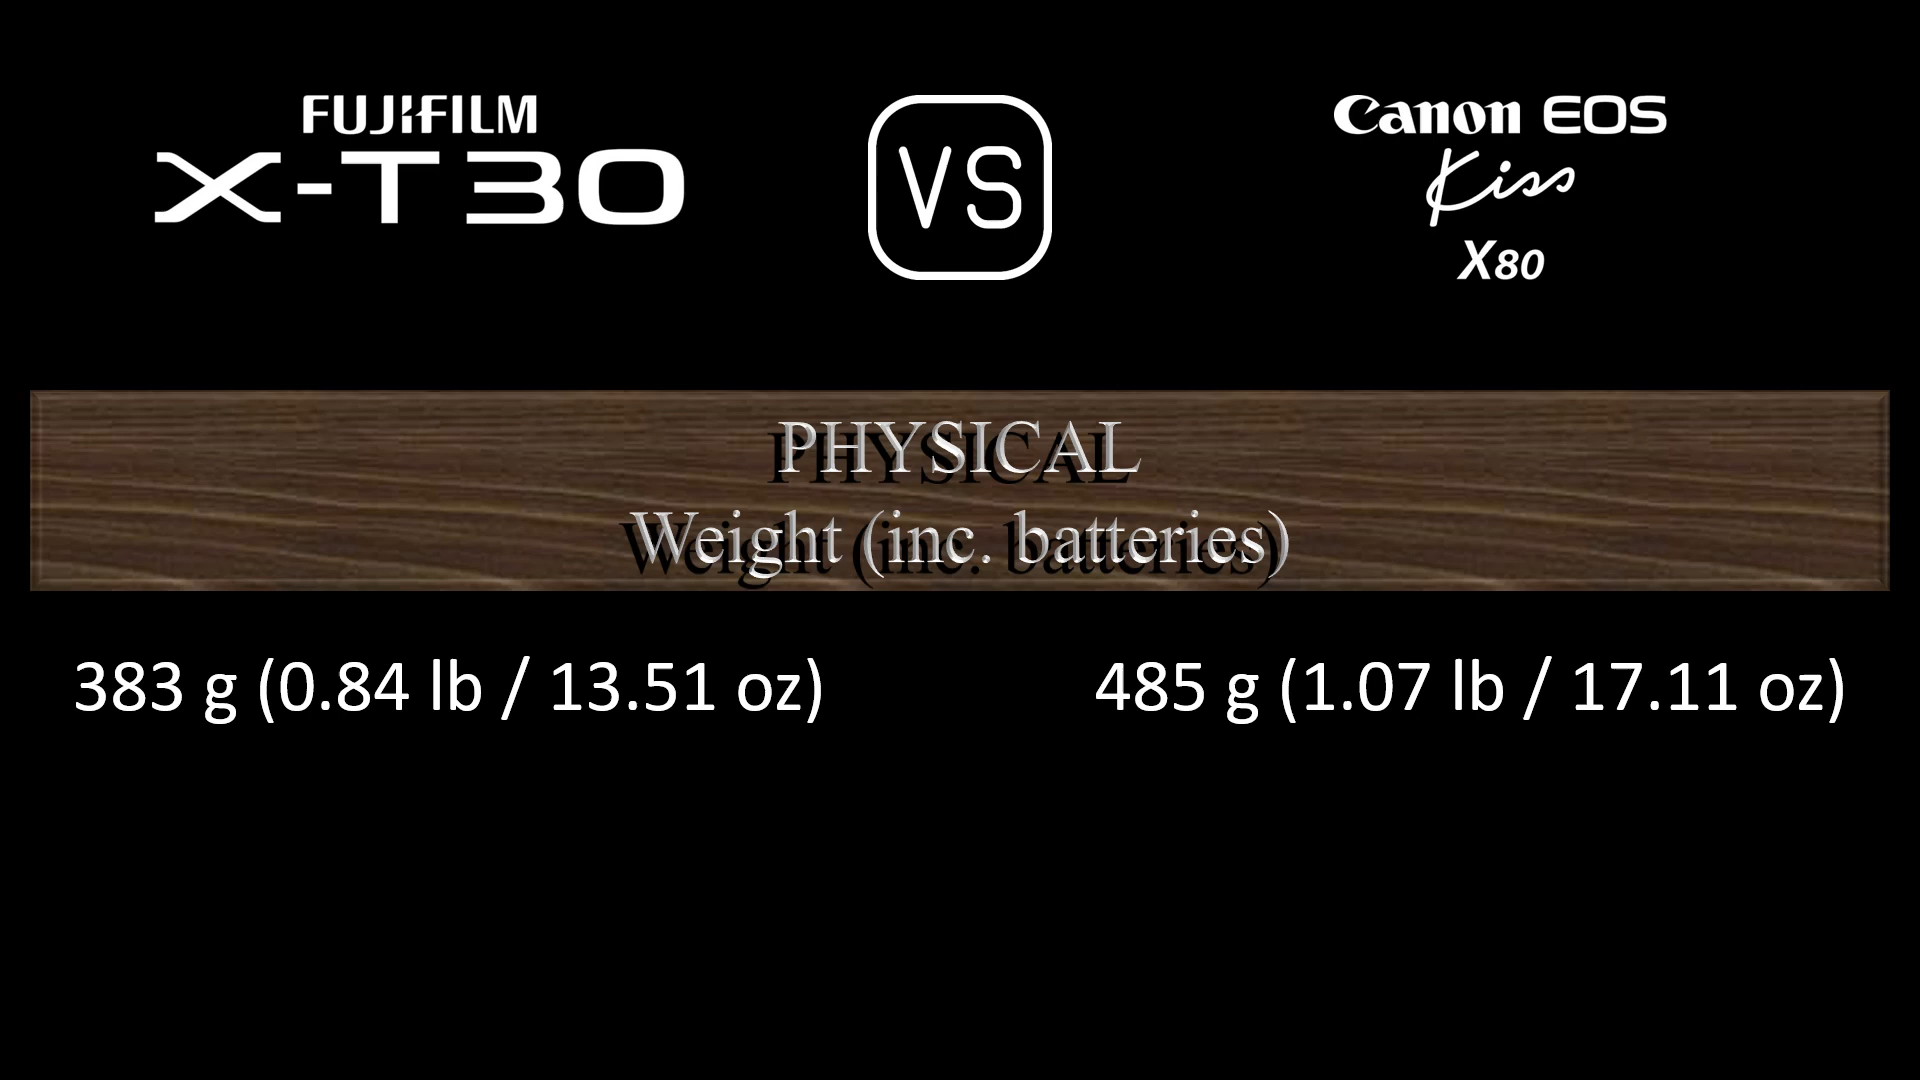 FUJIFILM
X-T30
VS
Canon EOS
Kiss
X80
PHYSICAL
Weight (inc. batteries)
383 g (0.84 lb / 13.51 oz)
485 g (1.07 lb / 17.11 oz)